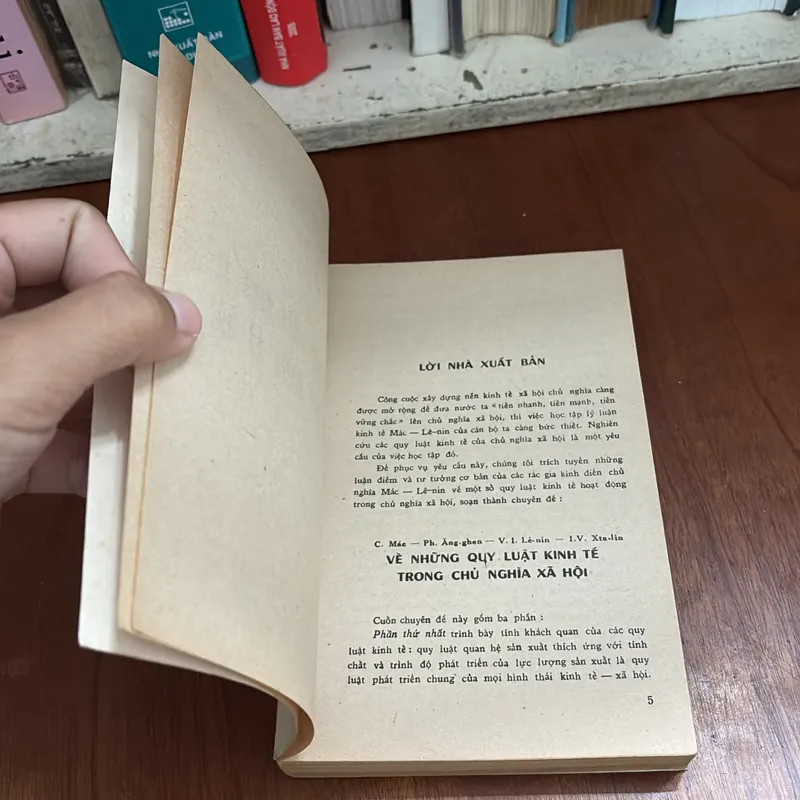 LỜI NHÀ XUẤT BẢN
Công cuộc xây dựng nền kinh tế xã hội chủ nghĩa càng
được mở rộng để đưa nước ta «tiến nhanh, tiến mạnh, tiến
vững chắc» lên chủ nghĩa xã hội, thì việc học tập lý luận
kinh tế Mác — Lê-nin của cán bộ ta càng bức thiết. Nghiên
cứu các quy luật kinh tế của chủ nghĩa xã hội là một yêu
cầu của việc học tập đó.
Để phục vụ yêu cầu này, chúng tôi trích tuyển những
luận điểm và tư tưởng cơ bản của các tác gia kinh điển chủ
nghĩa Mác — Lê-nin về một số quy luật kinh tế hoạt động
trong chủ nghĩa xã hội, soạn thành chuyên đề :
C. Mác — Ph. Ăng-ghen — V. I. Lê-nin — I.V. Xta-lin
VỀ NHỮNG QUY LUẬT KINH TẾ
TRONG CHỦ NGHĨA XÃ HỘI
Cuốn chuyên đề này gồm ba phần :
Phần thứ nhất trình bày tính khách quan của các quy
luật kinh tế : quy luật quan hệ sản xuất thích ứng với tính
chất và trình độ phát triển của lực lượng sản xuất là quy
luật phát triển chung của mọi hình thái kinh tế — xã hội.
5